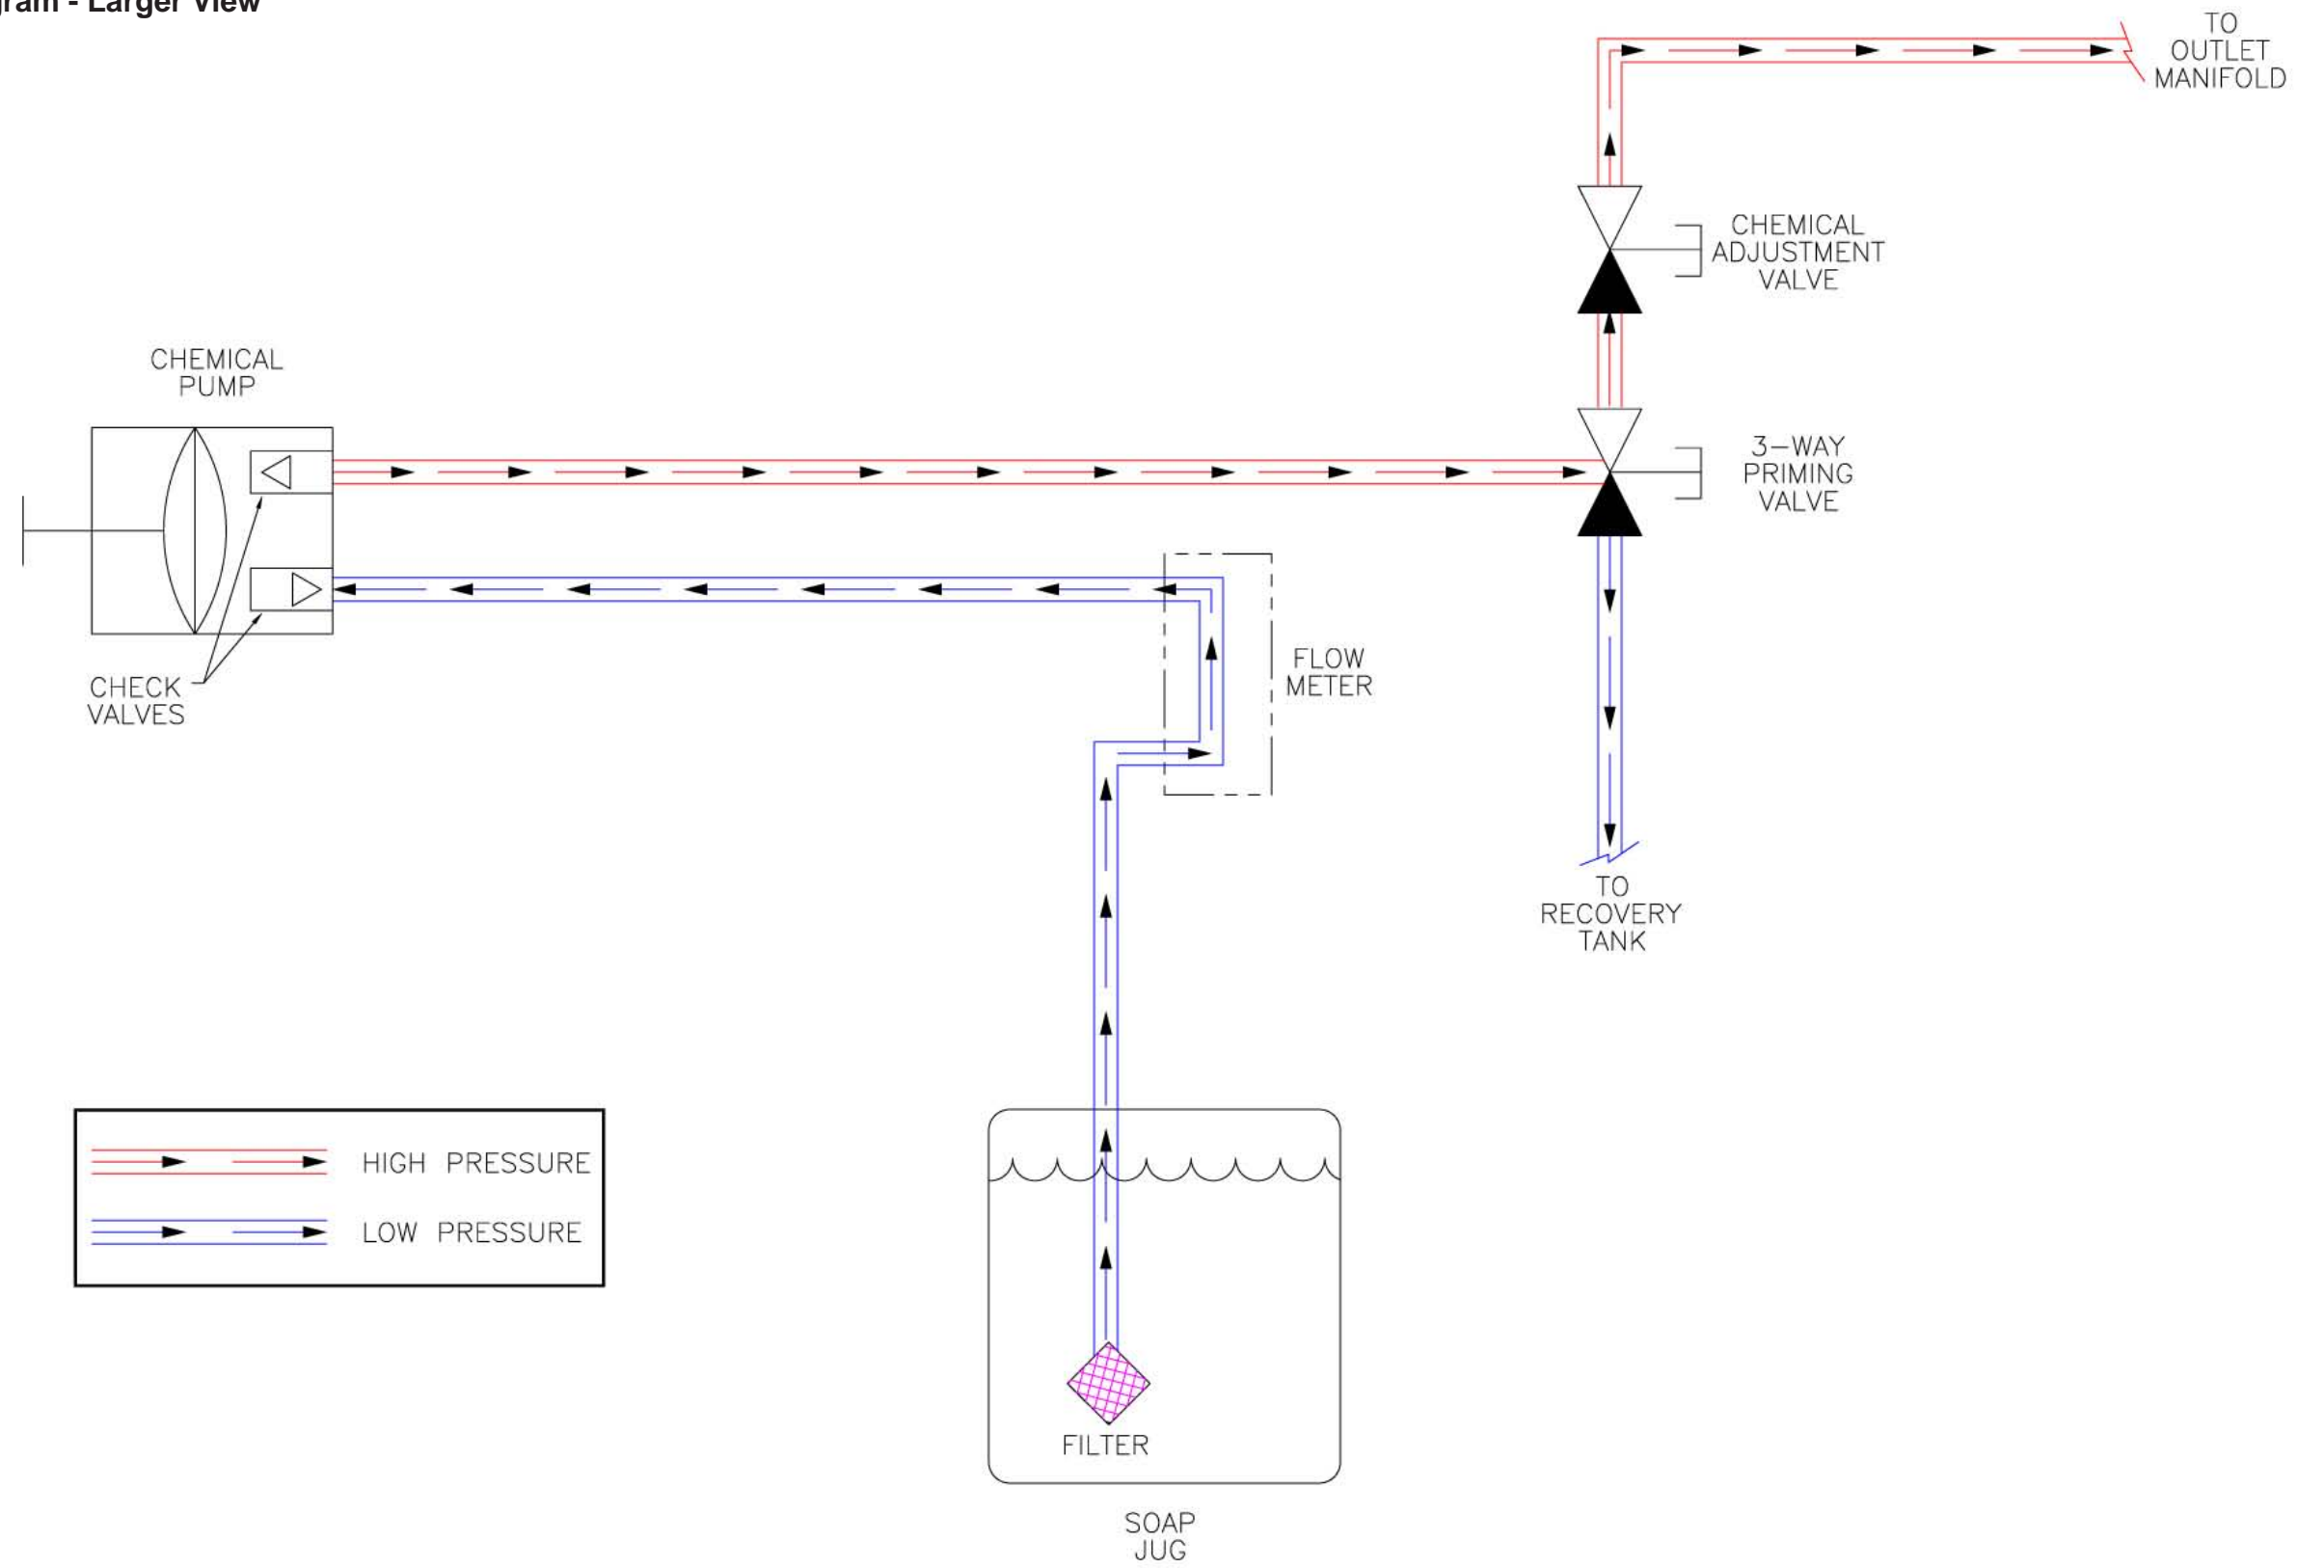 - Larger View
TO
OUTLET
MANIFOLD
CHEMICAL
ADJUSTMENT
VALVE
CHEMICAL
PUMP
3-WAY
PRIMING
VALVE
FLOW
METER
CHECK
VALVES
TO
RECOVERY
TANK
HIGH PRESSURE
LOW PRESSURE
FILTER
SOAP
JUG